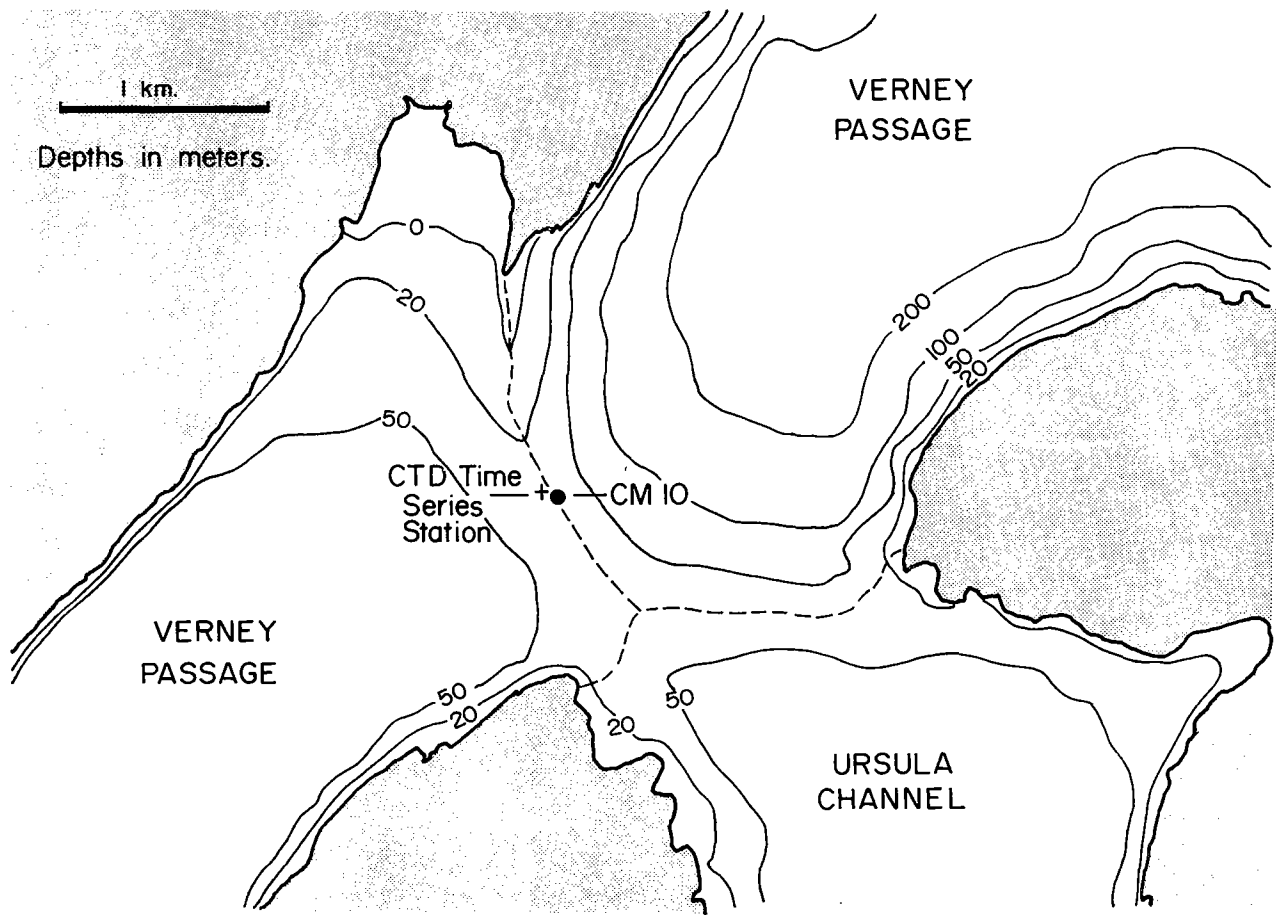 1 km.
Depths in meters.
VERNEY
PASSAGE
0
20
50
200
100
50
20
CTD Time
Series
Station
CM 10
VERNEY
PASSAGE
50
20
50
20
URSULA
CHANNEL